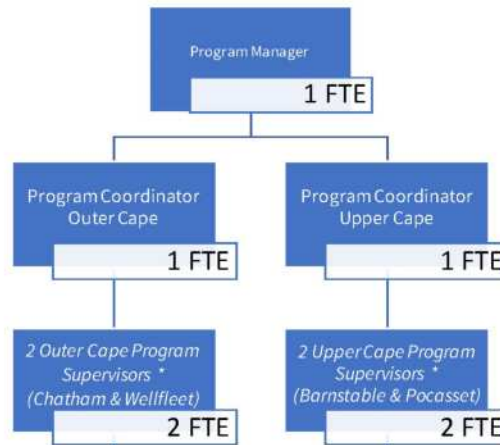 Program Manager
1 FTE
Program Coordinator
Outer Cape
1 FTE
Program Coordinator
Upper Cape
1 FTE
2 Outer Cape Program
Supervisors *
(Chatham & Wellfleet)
2 FTE
2 Upper Cape Program
Supervisors *
(Barnstable & Pocasset)
2 FTE